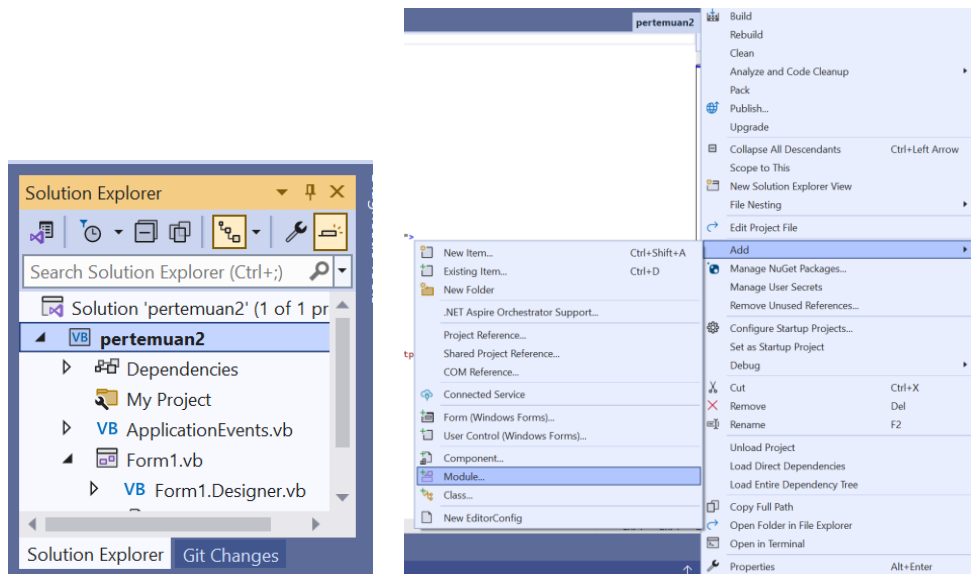 Solution Explorer
Search Solution Explorer (Ctrl+;)
Solution 'pertemuan2' (1 of 1 pr
VB pertemuan2
Dependencies
My Project
VB ApplicationEvents.vb
Form1.vb
VB Form1.Designer.vb
Solution Explorer Git Changes
pertemuan2
">
tp
New Item... Ctrl+Shift+A
Existing Item... Ctrl+D
New Folder
.NET Aspire Orchestrator Support...
Project Reference...
Shared Project Reference...
COM Reference...
Connected Service
Form (Windows Forms)...
User Control (Windows Forms)...
Component...
Module...
Class...
New EditorConfig
Build
Rebuild
Clean
Analyze and Code Cleanup
Pack
Publish...
Upgrade
Collapse All Descendants Ctrl+Left Arrow
Scope to This
New Solution Explorer View
File Nesting
Edit Project File
Add
Manage NuGet Packages...
Manage User Secrets
Remove Unused References...
Configure Startup Projects...
Set as Startup Project
Debug
Cut Ctrl+X
Remove Del
Rename F2
Unload Project
Load Direct Dependencies
Load Entire Dependency Tree
Copy Full Path
Open Folder in File Explorer
Open in Terminal
Properties Alt+Enter